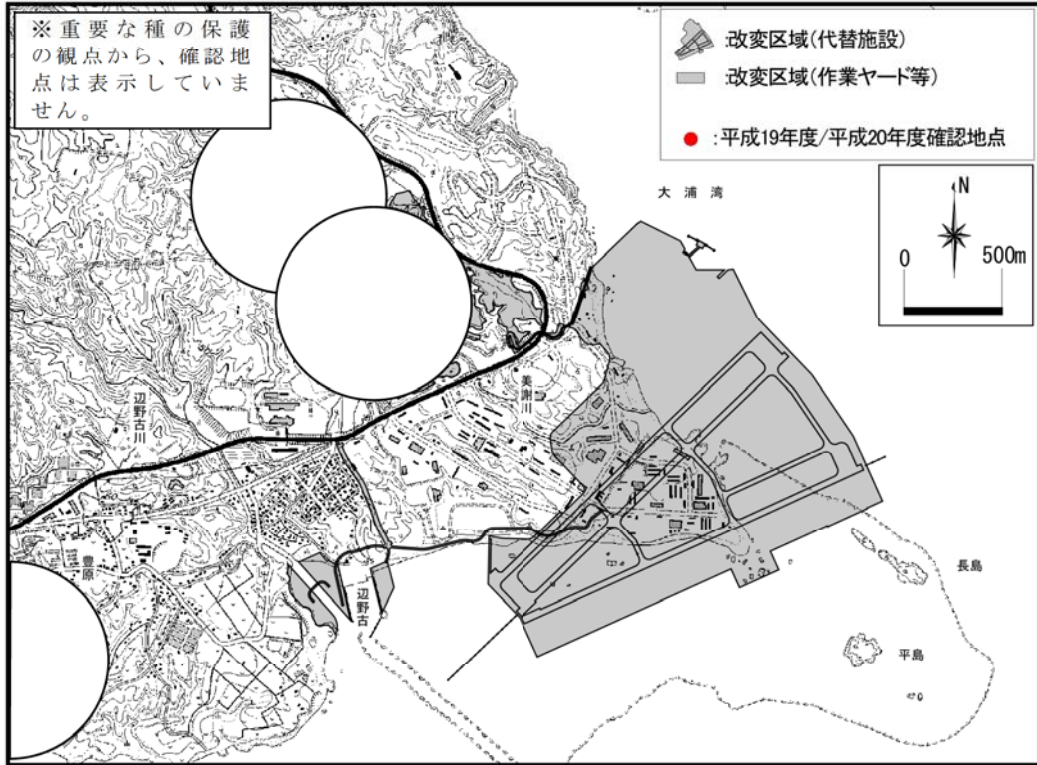 ※重要な種の保護
の観点から、確認地
点は表示していま
せん。
:改変区域(代替施設)
:改変区域(作業ヤード等)
:平成19年度/平成20年度確認地点
大浦湾
N
0 500m
辺野古川
美謝川
豊原
辺野古
長島
平島